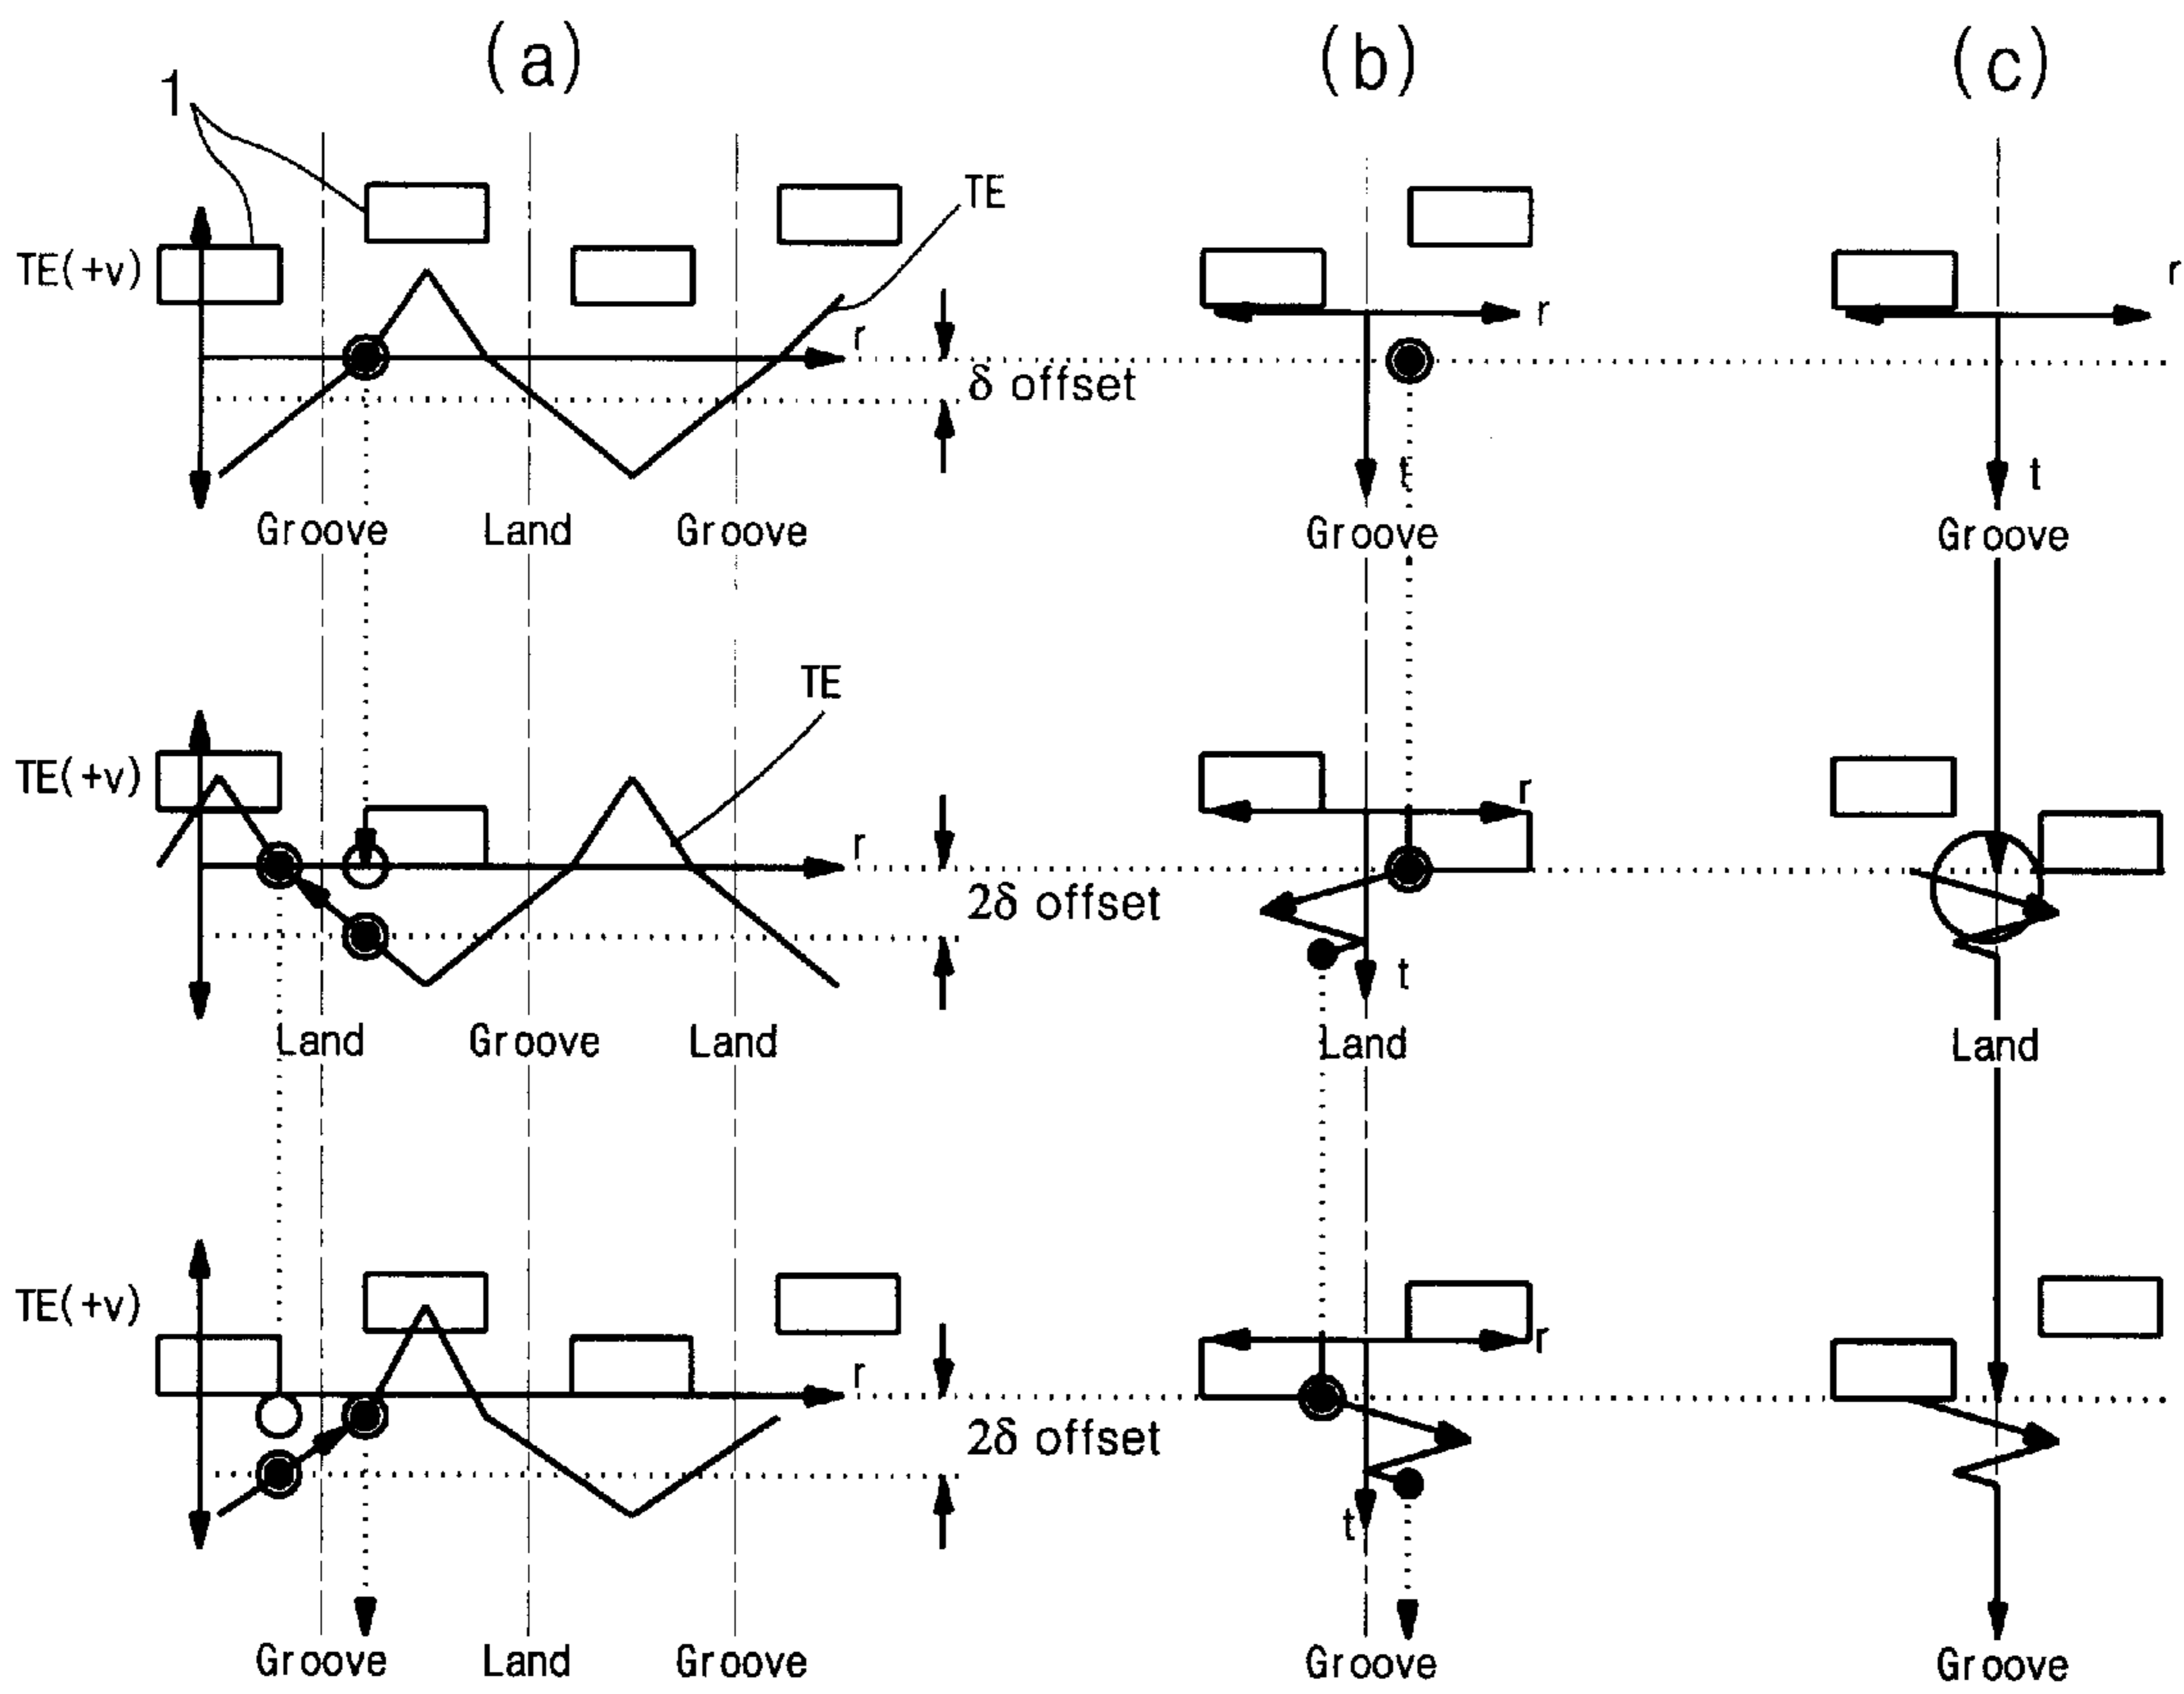 (a) (b) (c)
1
TE
TE(+v) r r r
δ offset
t t
Groove Land Groove Groove Groove
TE
TE(+v) r r
2δ offset
t
Land Groove Land Land Land
TE(+v) r r
2δ offset
t
Groove Land Groove Groove Groove